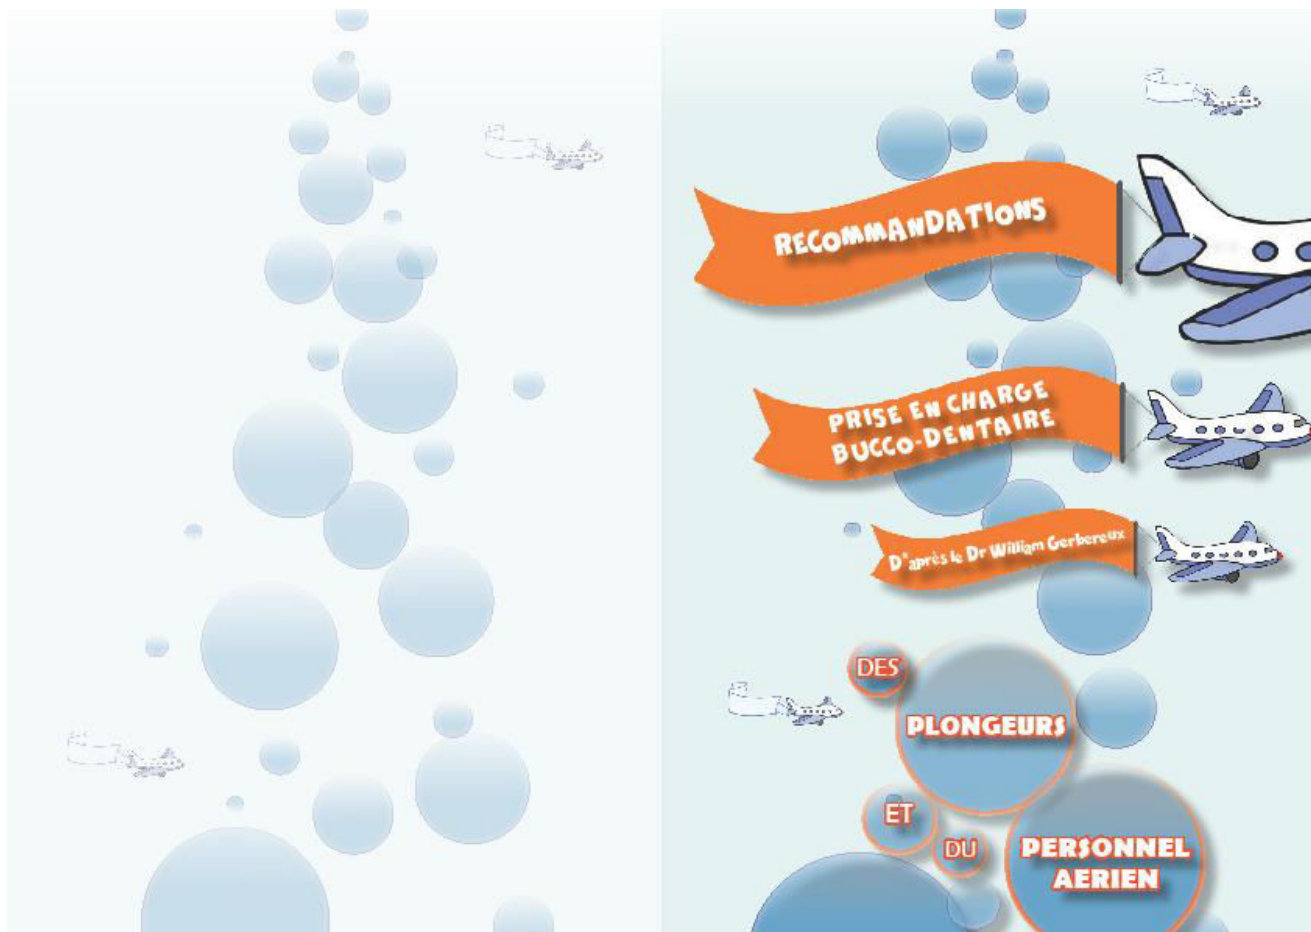 RECOMMANDATIONS
PRISE EN CHARGE
BUCCO-DENTAIRE
D'après le Dr William Gerbereux
DES
PLONGEURS
ET
DU
PERSONNEL
AERIEN